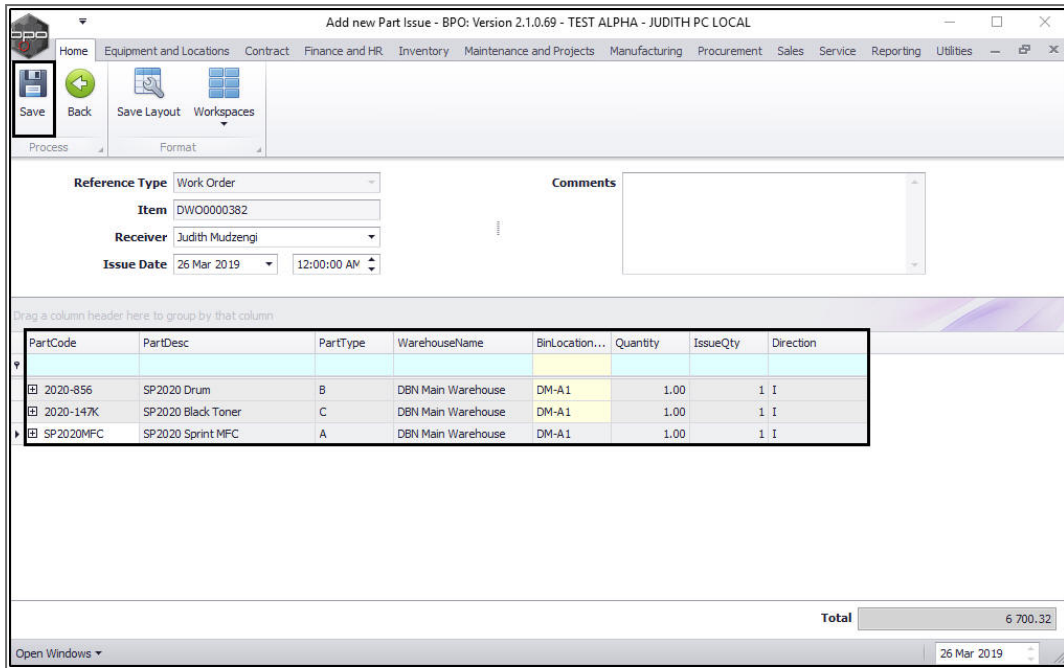 Add new Part Issue - BPO: Version 2.1.0.69 - TEST ALPHA - JUDITH PC LOCAL
bpo
Home Equipment and Locations Contract Finance and HR Inventory Maintenance and Projects Manufacturing Procurement Sales Service Reporting Utilities
Save Back Save Layout Workspaces
Process Format
Reference Type Work Order Comments
Item DWO0000382
Receiver Judith Mudzengi
Issue Date 26 Mar 2019 12:00:00 AM
Drag a column header here to group by that column
PartCode PartDesc PartType WarehouseName BinLocation... Quantity IssueQty Direction
2020-856 SP2020 Drum B DBN Main Warehouse DM-A1 1.00 1 I
2020-147K SP2020 Black Toner C DBN Main Warehouse DM-A1 1.00 1 I
SP2020MFC SP2020 Sprint MFC A DBN Main Warehouse DM-A1 1.00 1 I
Total 6 700.32
Open Windows 26 Mar 2019